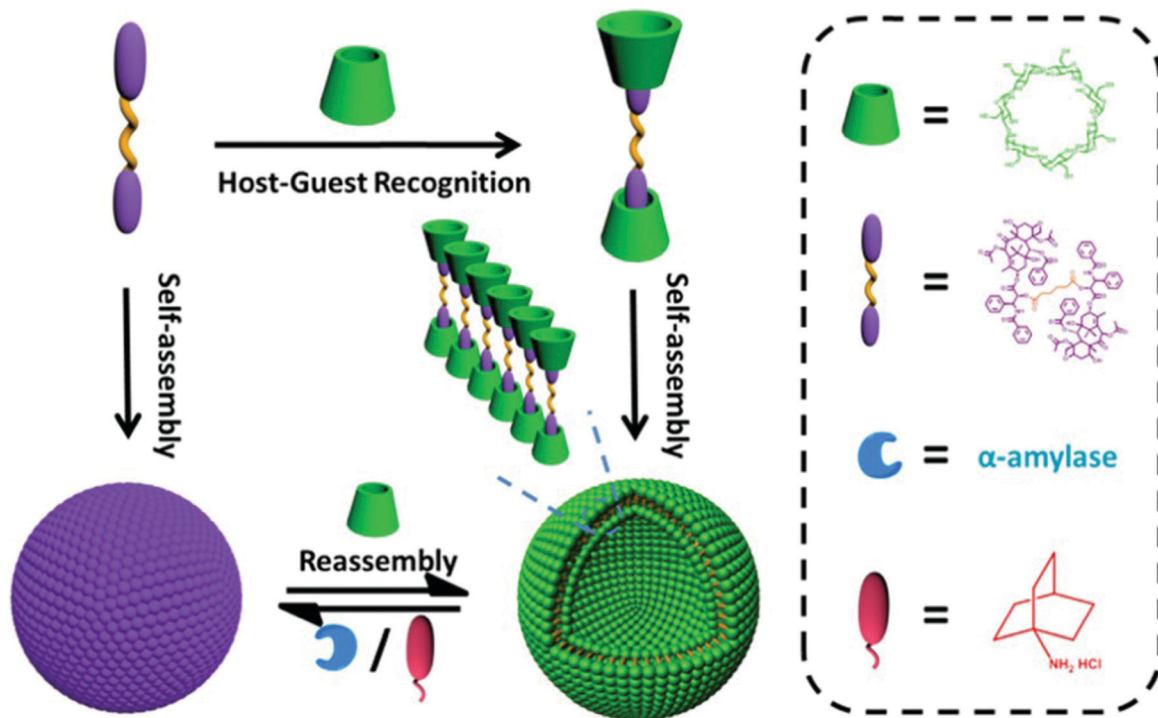 Host-Guest Recognition
Self-assembly
Self-assembly
Reassembly
/
=
=
= α-amylase
=
NH₂ HCl